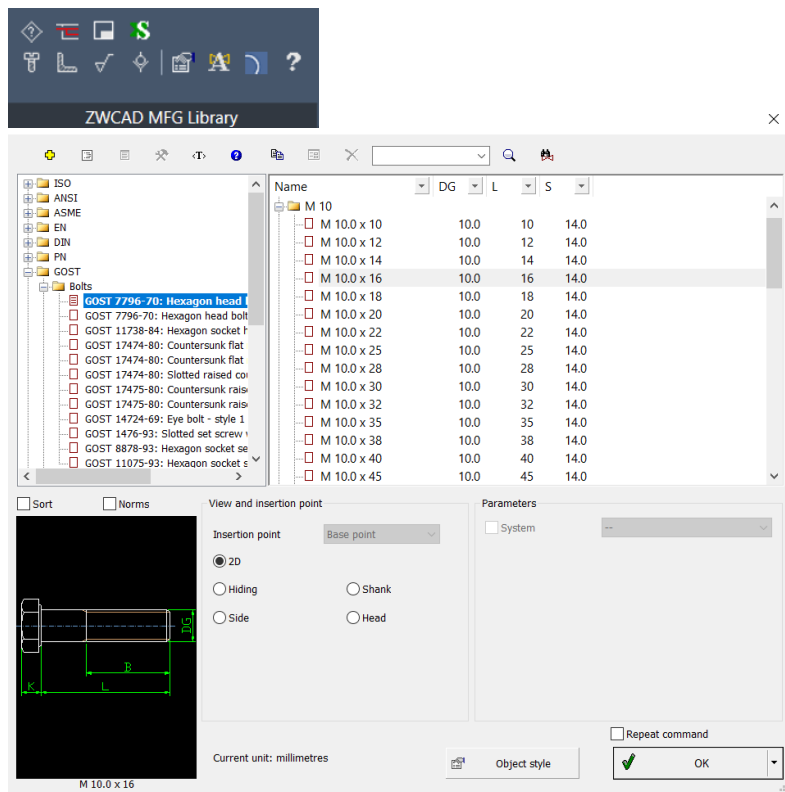 S
A
?
ZWCAD MFG Library
<T>
?
ISO
ANSI
ASME
EN
DIN
PN
GOST
Bolts
GOST 7796-70: Hexagon head
GOST 7796-70: Hexagon head bolt
GOST 11738-84: Hexagon socket h
GOST 17474-80: Countersunk flat
GOST 17474-80: Countersunk flat
GOST 17474-80: Slotted raised cou
GOST 17475-80: Countersunk raise
GOST 17475-80: Countersunk raise
GOST 14724-69: Eye bolt - style 1
GOST 1476-93: Slotted set screw
GOST 8878-93: Hexagon socket se
GOST 11075-93: Hexagon socket s
Name DG L S
M 10
M 10.0 x 10 10.0 10 14.0
M 10.0 x 12 10.0 12 14.0
M 10.0 x 14 10.0 14 14.0
M 10.0 x 16 10.0 16 14.0
M 10.0 x 18 10.0 18 14.0
M 10.0 x 20 10.0 20 14.0
M 10.0 x 22 10.0 22 14.0
M 10.0 x 25 10.0 25 14.0
M 10.0 x 28 10.0 28 14.0
M 10.0 x 30 10.0 30 14.0
M 10.0 x 32 10.0 32 14.0
M 10.0 x 35 10.0 35 14.0
M 10.0 x 38 10.0 38 14.0
M 10.0 x 40 10.0 40 14.0
M 10.0 x 45 10.0 45 14.0
Sort Norms
DG
B
K L
M 10.0 x 16
View and insertion point
Insertion point Base point
2D
Hiding Shank
Side Head
Parameters
System --
Current unit: millimetres
Object style
Repeat command
OK